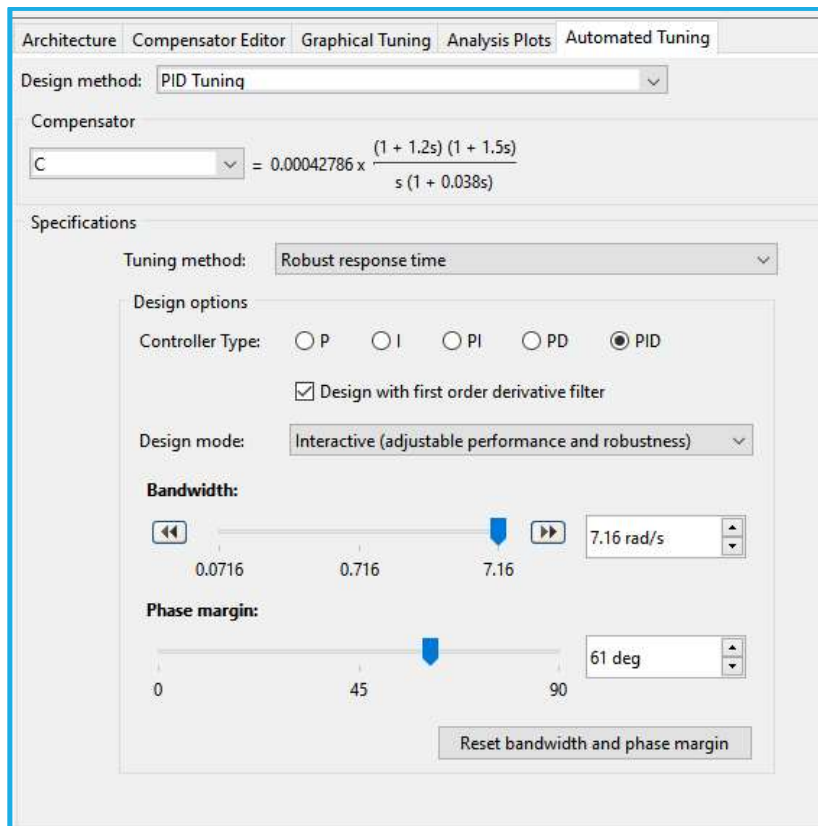 Architecture Compensator Editor Graphical Tuning Analysis Plots Automated Tuning
Design method: PID Tuning
Compensator
C = 0.00042786 x (1 + 1.2s) (1 + 1.5s)
s (1 + 0.038s)
Specifications
Tuning method: Robust response time
Design options
Controller Type: P I PI PD PID
Design with first order derivative filter
Design mode: Interactive (adjustable performance and robustness)
Bandwidth:
7.16 rad/s
0.0716 0.716 7.16
Phase margin:
61 deg
0 45 90
Reset bandwidth and phase margin